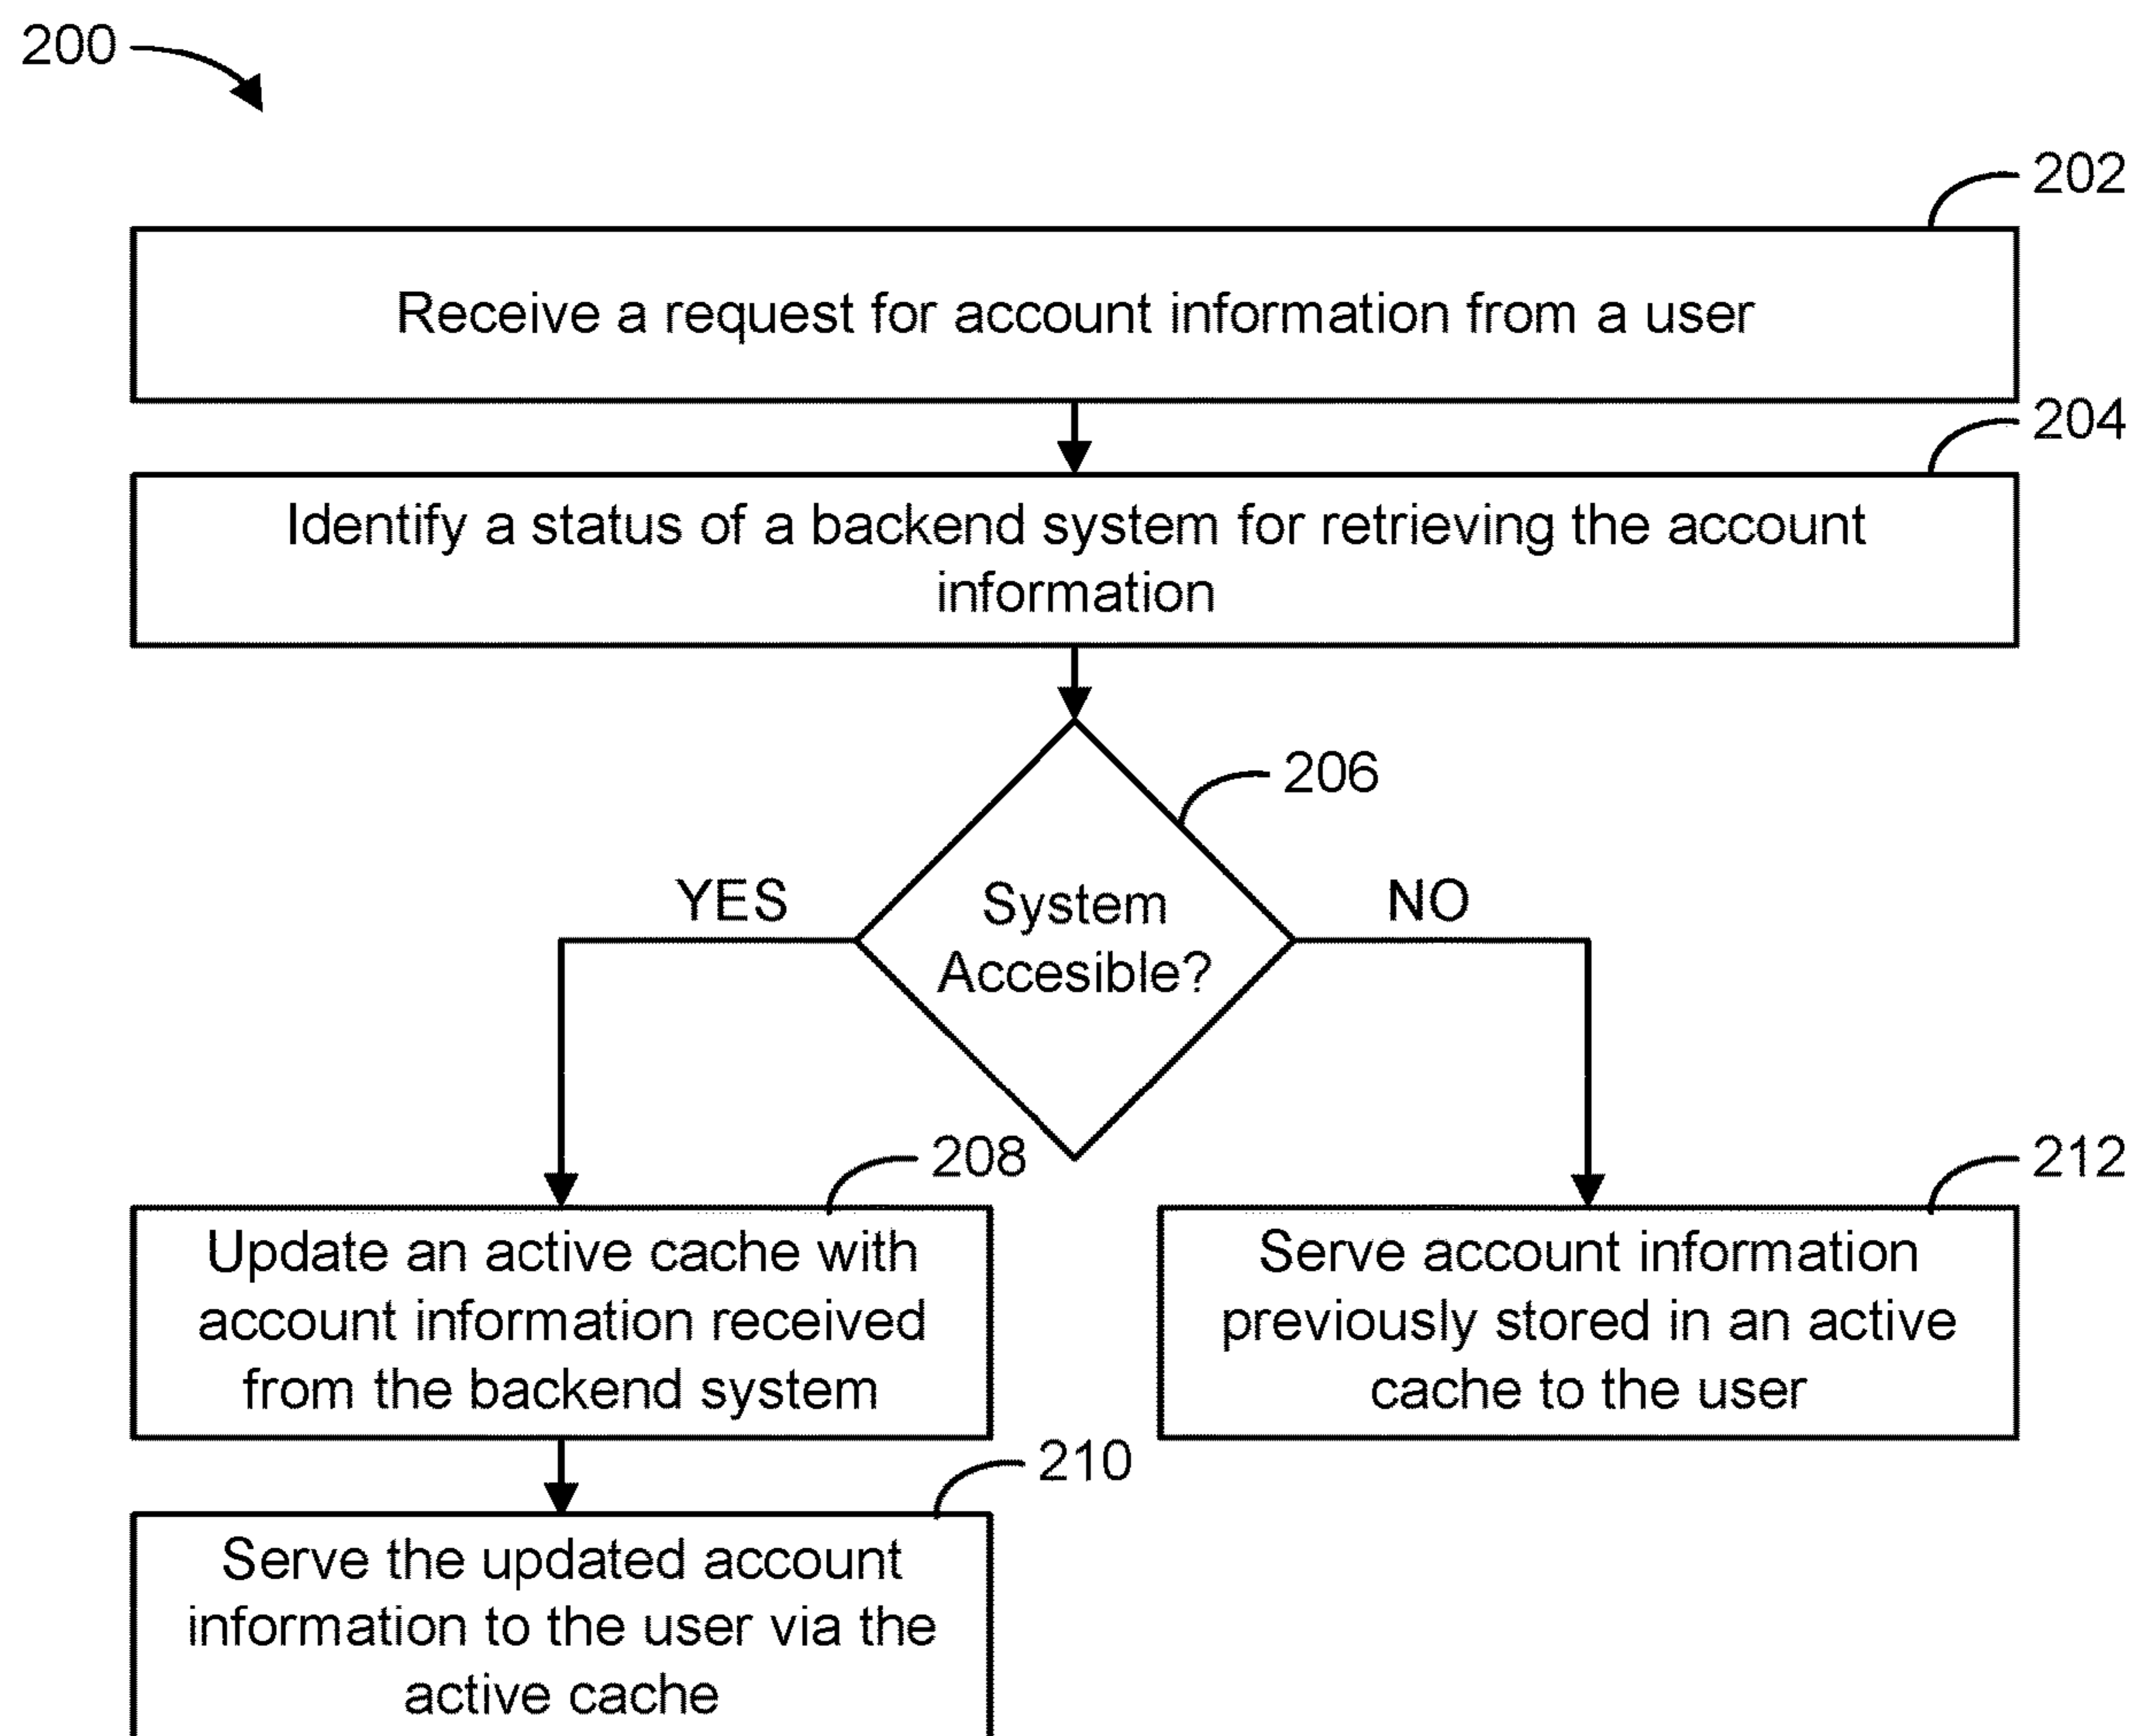 200
202
Receive a request for account information from a user
204
Identify a status of a backend system for retrieving the account
information
206
YES
System
Accesible?
NO
208
Update an active cache with
account information received
from the backend system
212
Serve account information
previously stored in an active
cache to the user
210
Serve the updated account
information to the user via the
active cache